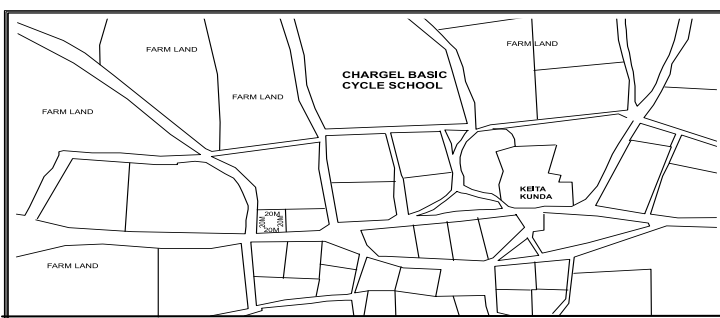 FARM LAND
FARM LAND
CHARGEL BASIC
CYCLE SCHOOL
FARM LAND
FARM LAND
KEITA
KUNDA
20M
20M
20M
20M
FARM LAND